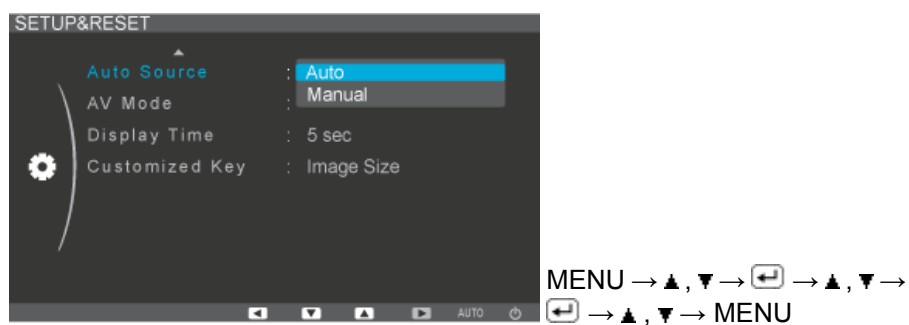 SETUP&RESET
Auto Source : Auto
Manual
AV Mode :
Display Time : 5 sec
Customized Key : Image Size
AUTO
MENU → ▲ , ▼ → ↵ → ▲ , ▼ →
↵ → ▲ , ▼ → MENU